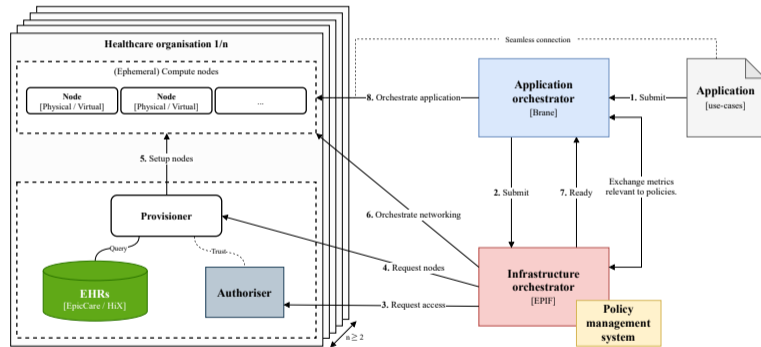 Healthcare organisation 1/n
Seamless connection
(Ephemeral) Compute nodes
Node
[Physical / Virtual]
Node
[Physical / Virtual]
...
8. Orchestrate application
Application
orchestrator
[Brane]
1. Submit
Application
[use-cases]
5. Setup nodes
2. Submit
7. Ready
Exchange metrics
relevant to policies.
Provisioner
6. Orchestrate networking
Query
Trust
4. Request nodes
EHRs
[EpicCare / HiX]
Authoriser
3. Request access
Infrastructure
orchestrator
[EPIF]
Policy
management
system
n ≥ 2